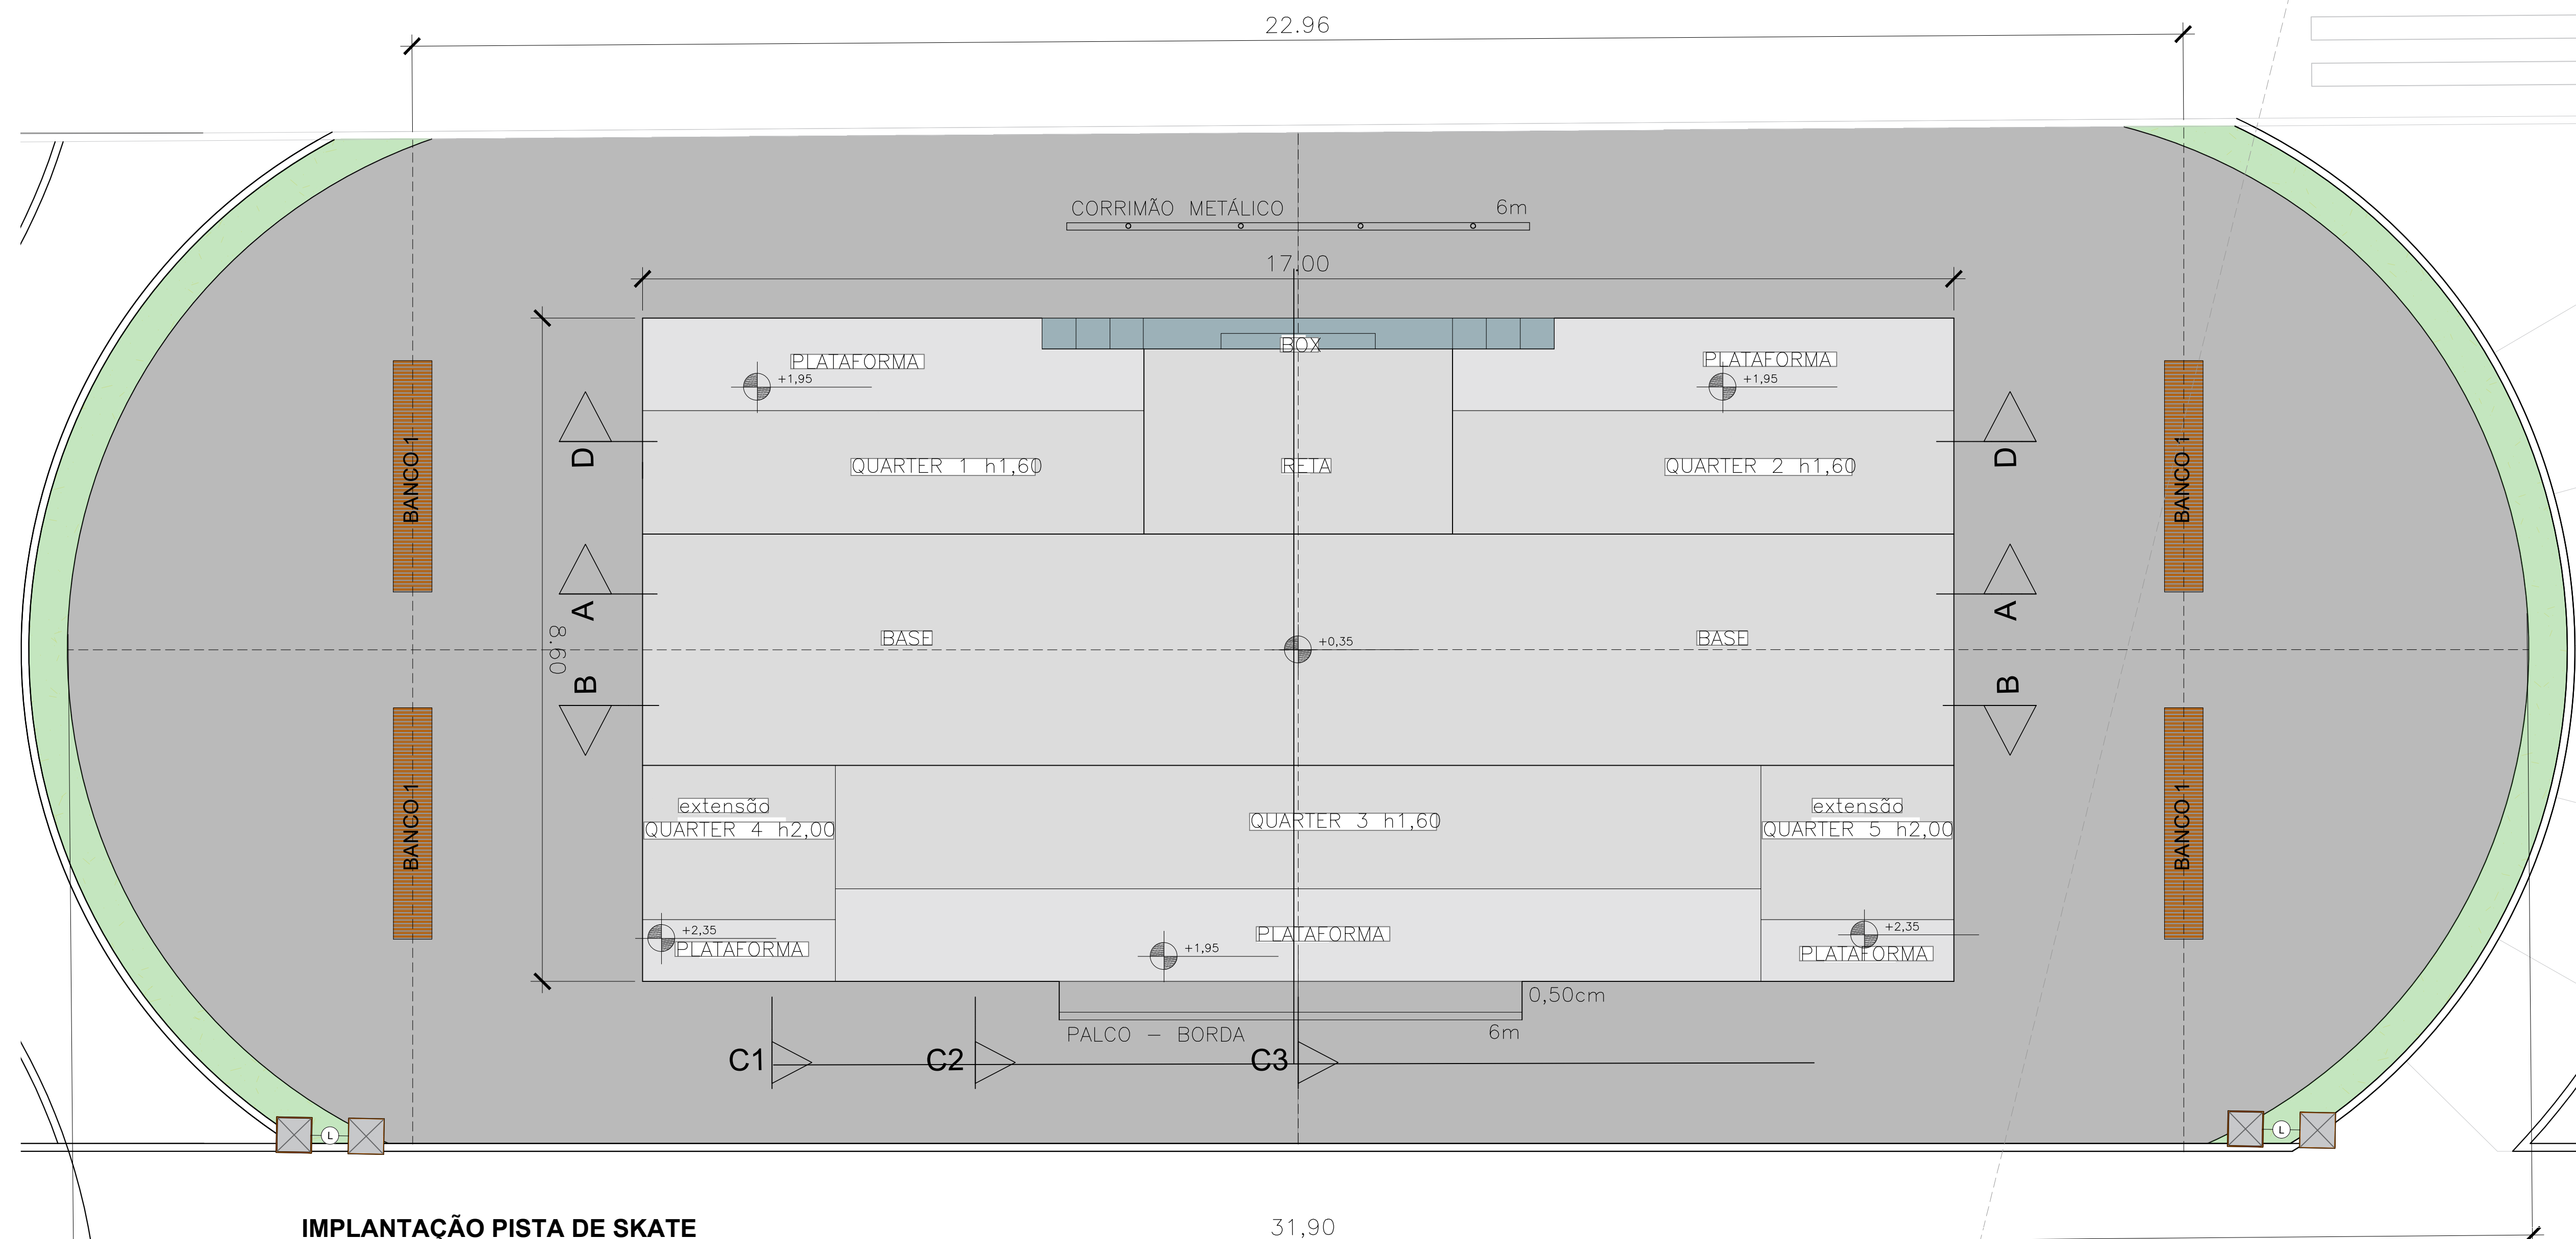 22.96
CORRIMÃO METÁLICO 6m
17,00
BOX
PLATAFORMA
+1,95
PLATAFORMA
+1,95
BANCO 1
D
QUARTER 1 h1,60
RETA
QUARTER 2 h1,60
D
BANCO 1
A
A
8.60
BASE
+0,35
BASE
B
B
BANCO 1
extensão
QUARTER 4 h2,00
QUARTER 3 h1,60
extensão
QUARTER 5 h2,00
BANCO 1
+2,35
PLATAFORMA
+1,95
PLATAFORMA
+2,35
PLATAFORMA
0,50cm
PALCO - BORDA 6m
C1
C2
C3
L
L
IMPLANTAÇÃO PISTA DE SKATE
31,90